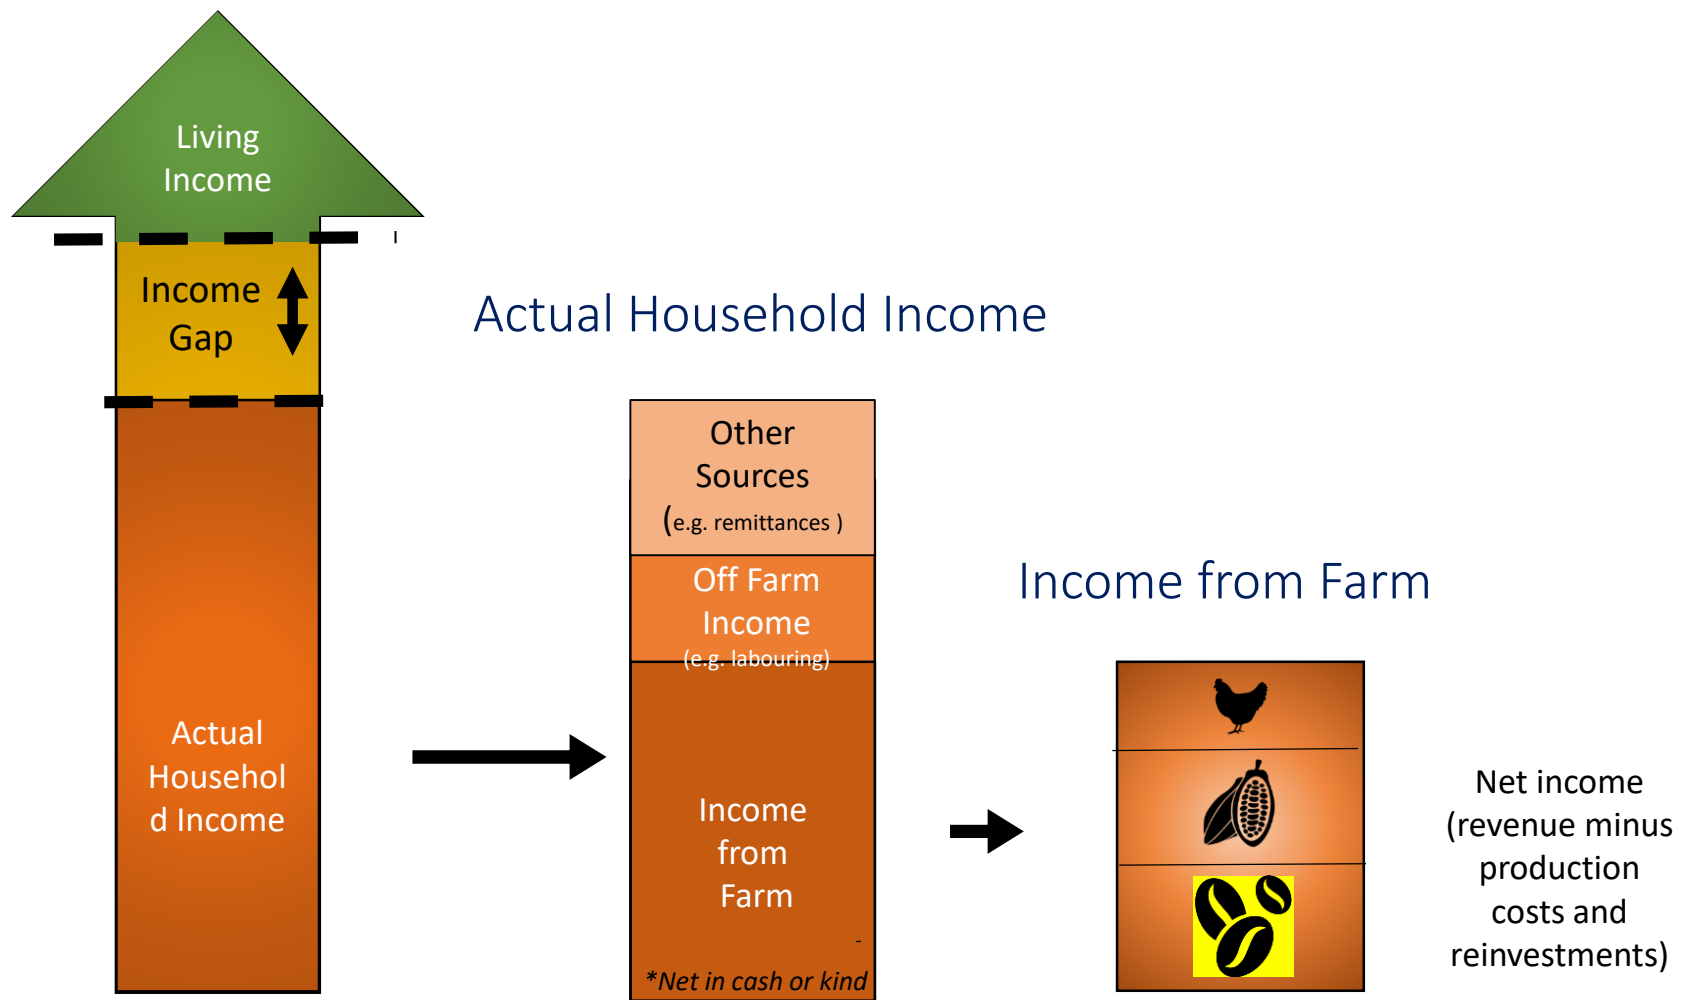 Living
Income
Income
Gap
Actual
Househol
d Income
Actual Household Income
Other
Sources
(e.g. remittances )
Off Farm
Income
(e.g. labouring)
Income
from
Farm
-
*Net in cash or kind
Income from Farm
Net income
(revenue minus
production
costs and
reinvestments)